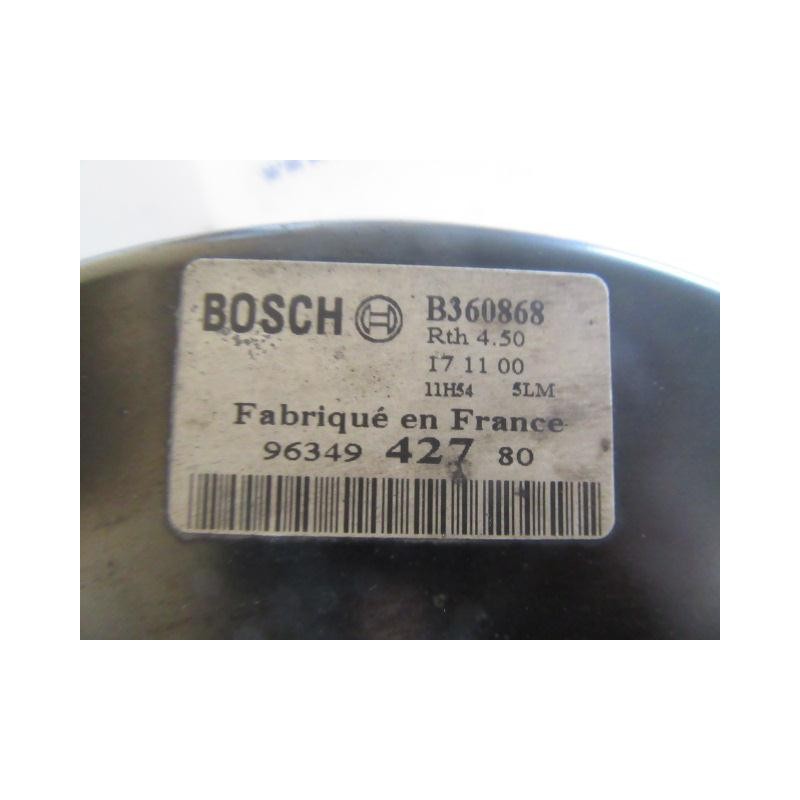 BOSCH B360868
Rth 4.50
17 11 00
11H54 5LM
Fabriqué en France
96349 427 80